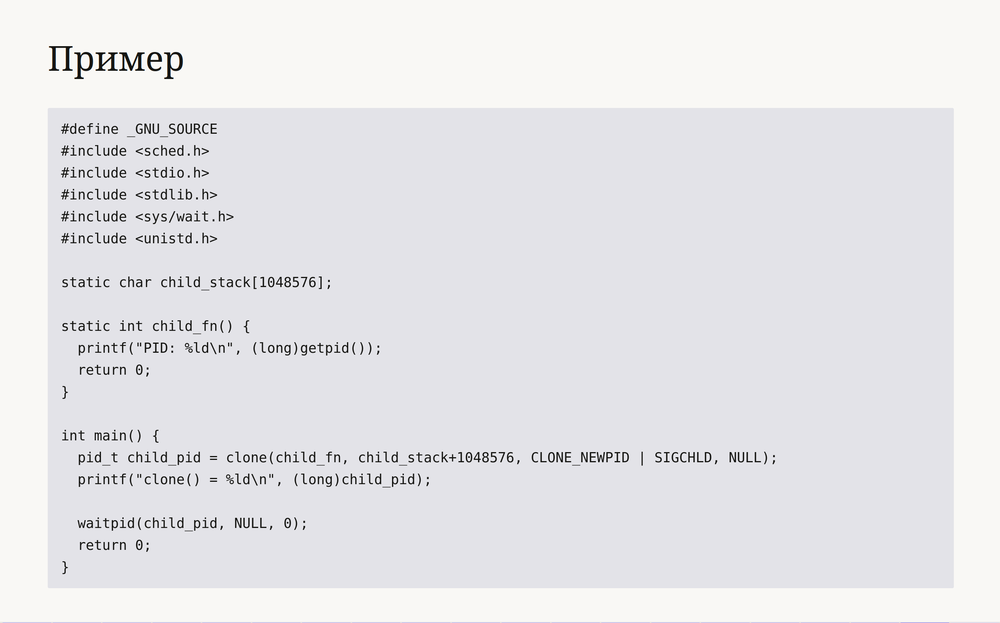 Пример
#define _GNU_SOURCE
#include <sched.h>
#include <stdio.h>
#include <stdlib.h>
#include <sys/wait.h>
#include <unistd.h>
static char child_stack[1048576];
static int child_fn() {
  printf("PID: %ld\n", (long)getpid());
  return 0;
}
int main() {
  pid_t child_pid = clone(child_fn, child_stack+1048576, CLONE_NEWPID | SIGCHLD, NULL);
  printf("clone() = %ld\n", (long)child_pid);
  waitpid(child_pid, NULL, 0);
  return 0;
}